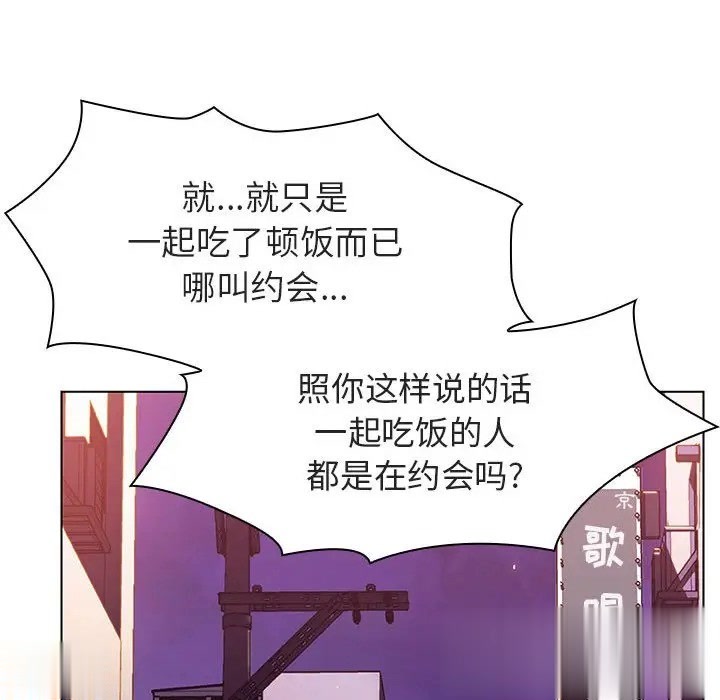 就...就只是
一起吃了顿饭而已
哪叫约会...
照你这样说的话
一起吃饭的人
都是在约会吗?
京
歌
唱